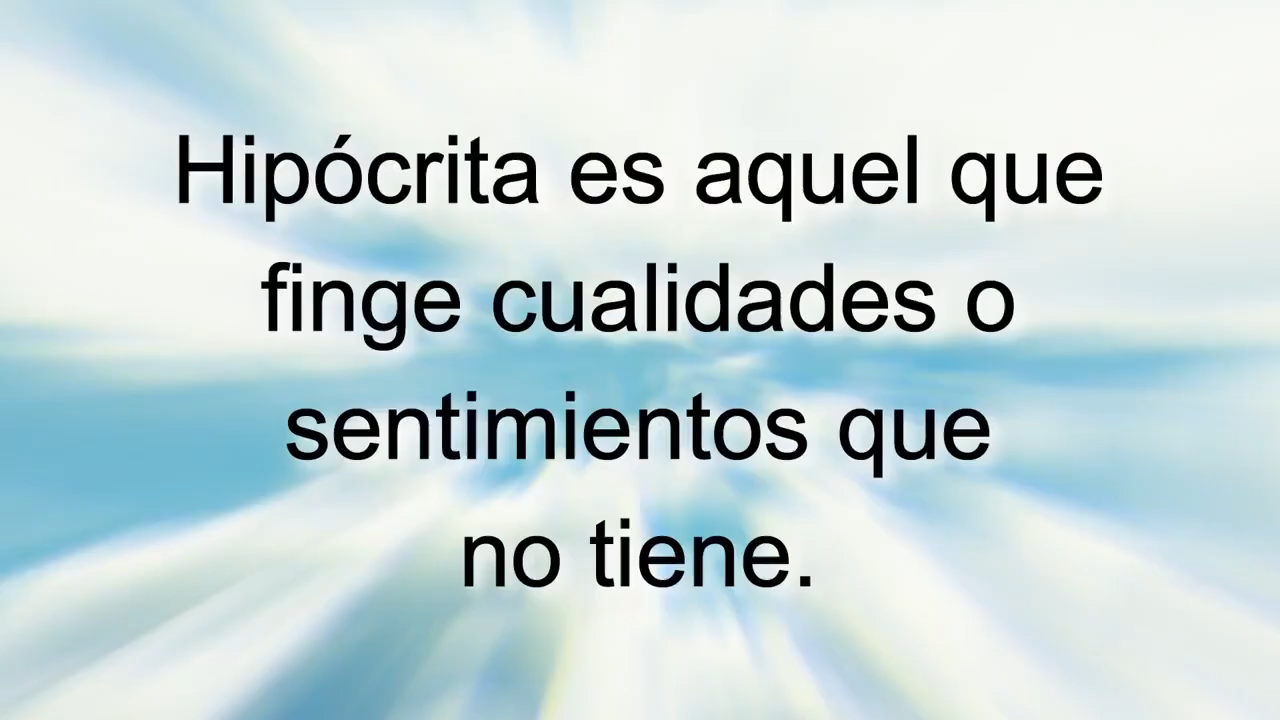 Hipócrita es aquel que
finge cualidades o
sentimientos que
no tiene.